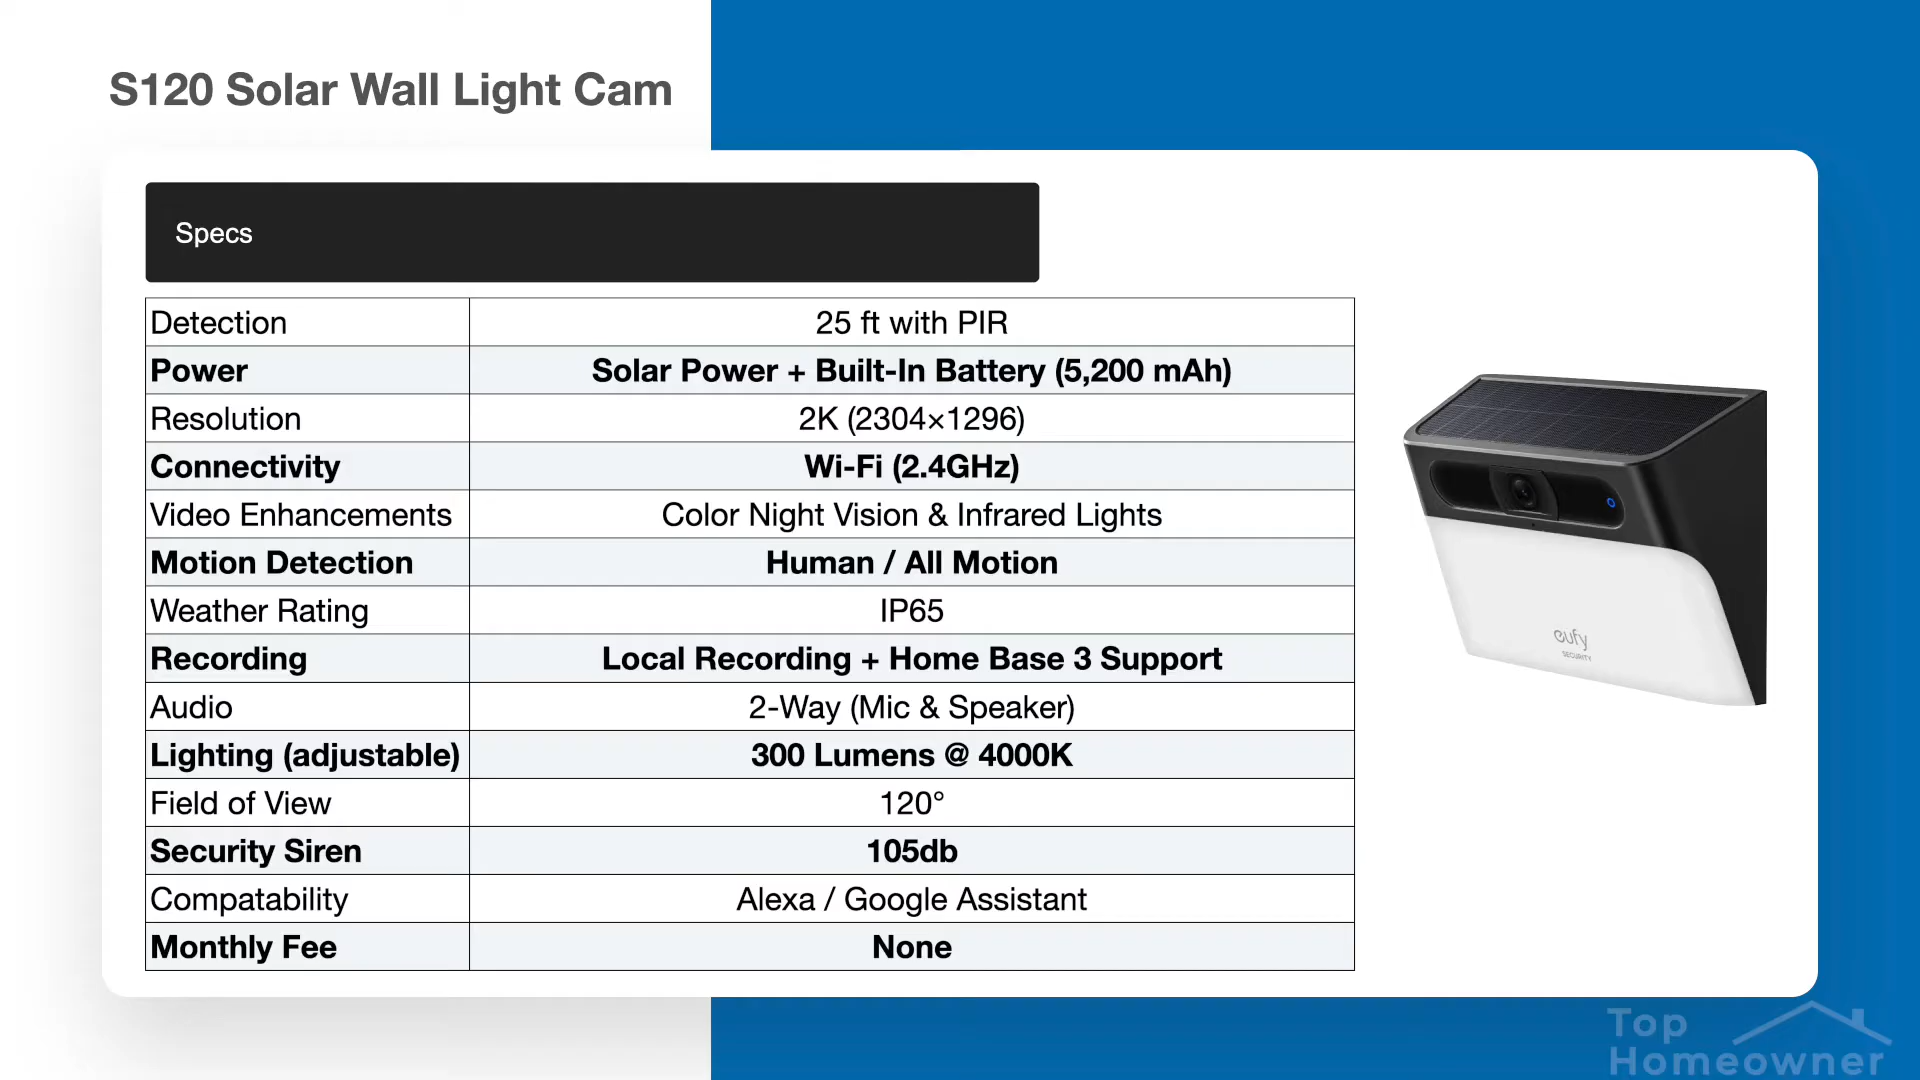 S120 Solar Wall Light Cam
Specs
Detection 25 ft with PIR
Power Solar Power + Built-In Battery (5,200 mAh)
Resolution 2K (2304×1296)
Connectivity Wi-Fi (2.4GHz)
Video Enhancements Color Night Vision & Infrared Lights
Motion Detection Human / All Motion
Weather Rating IP65
Recording Local Recording + Home Base 3 Support
Audio 2-Way (Mic & Speaker)
Lighting (adjustable) 300 Lumens @ 4000K
Field of View 120°
Security Siren 105db
Compatability Alexa / Google Assistant
Monthly Fee None
eufy
SECURITY
Top
Homeowner